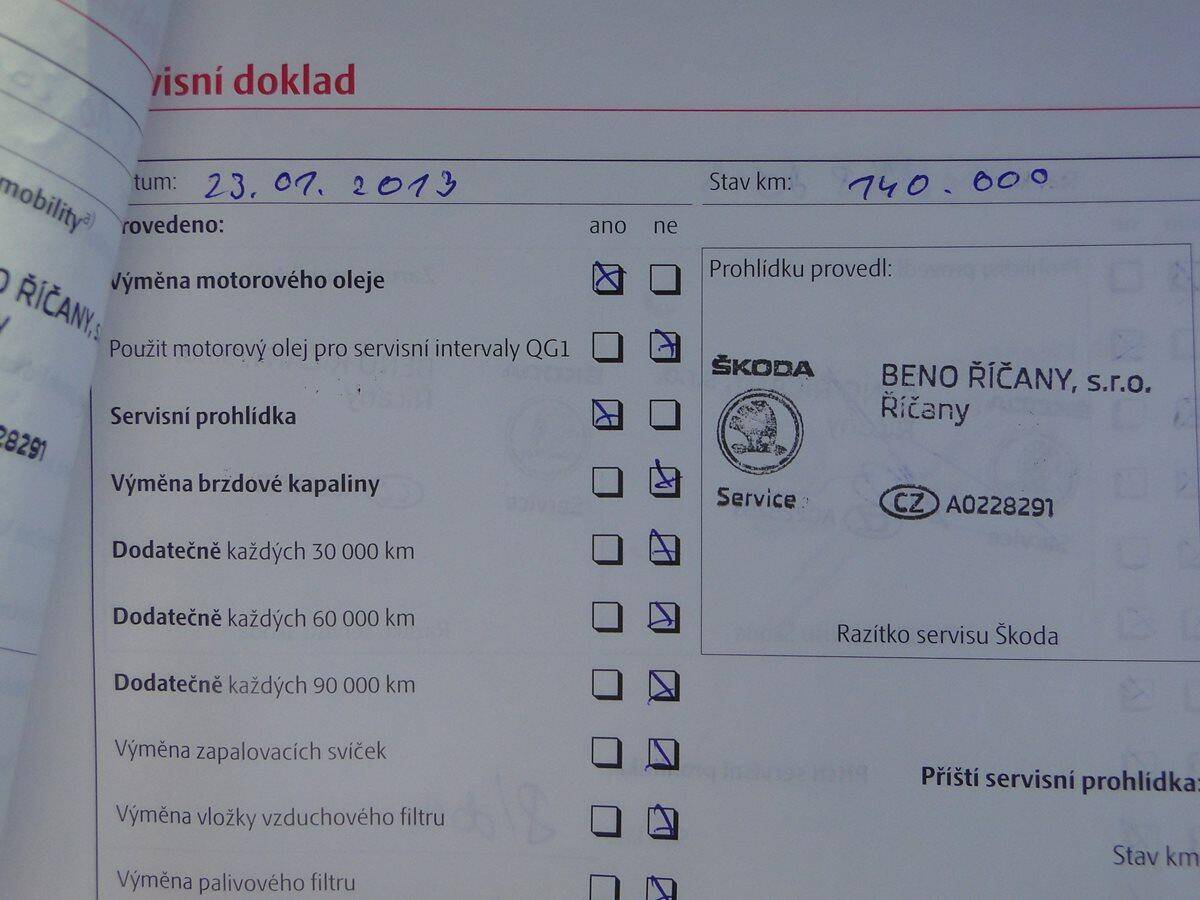 visní doklad
tum: 23. 01. 2013
Stav km: 140.000
mobility a)
rovedeno: ano ne
Výměna motorového oleje
Prohlídku provedl:
O ŘÍČANY, s.
Použit motorový olej pro servisní intervaly QG1
ŠKODA
BENO ŘÍČANY, s.r.o.
Říčany
Servisní prohlídka
28291
Výměna brzdové kapaliny
Service
CZ A0228291
Dodatečně každých 30 000 km
Dodatečně každých 60 000 km
Razítko servisu Škoda
Dodatečně každých 90 000 km
Výměna zapalovacích svíček
Příští servisní prohlídka:
Výměna vložky vzduchového filtru
Stav km
Výměna palivového filtru